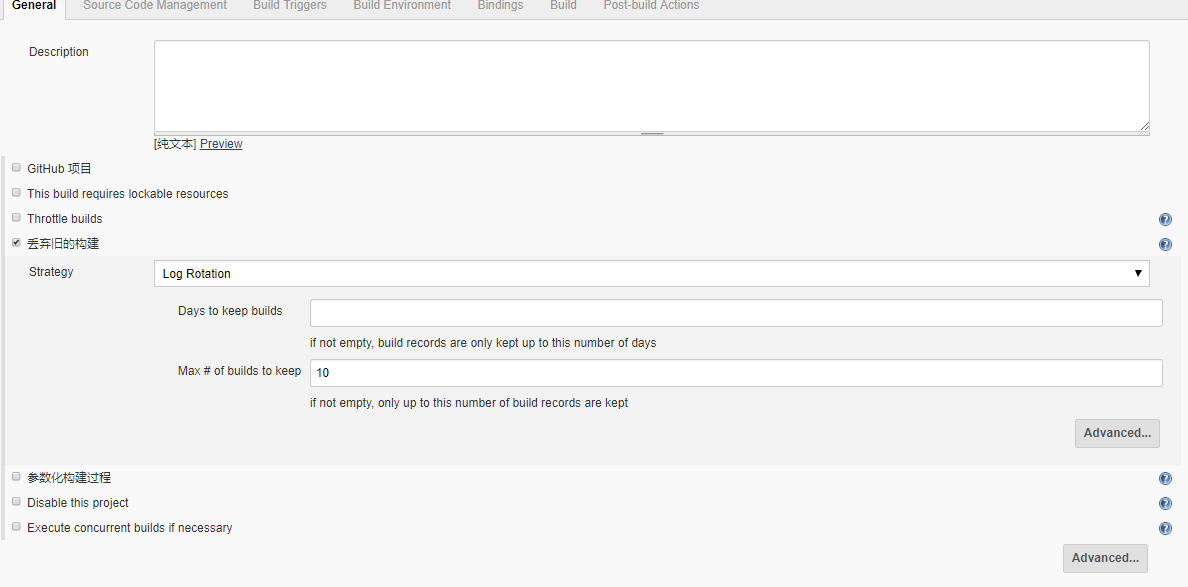 General Source Code Management Build Triggers Build Environment Bindings Build Post-build Actions
Description
[纯文本] Preview
GitHub 项目
This build requires lockable resources
Throttle builds
?
丢弃旧的构建
?
Strategy
Log Rotation
Days to keep builds
if not empty, build records are only kept up to this number of days
Max # of builds to keep
10
if not empty, only up to this number of build records are kept
Advanced...
参数化构建过程
?
Disable this project
?
Execute concurrent builds if necessary
?
Advanced...